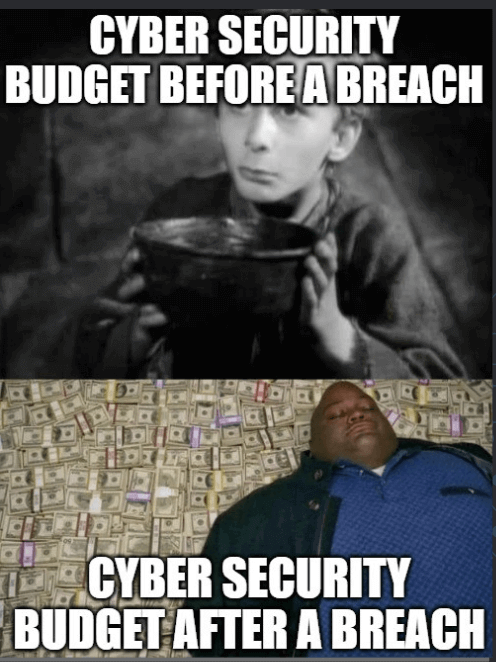 CYBER SECURITY
BUDGET BEFORE A BREACH
CYBER SECURITY
BUDGET AFTER A BREACH